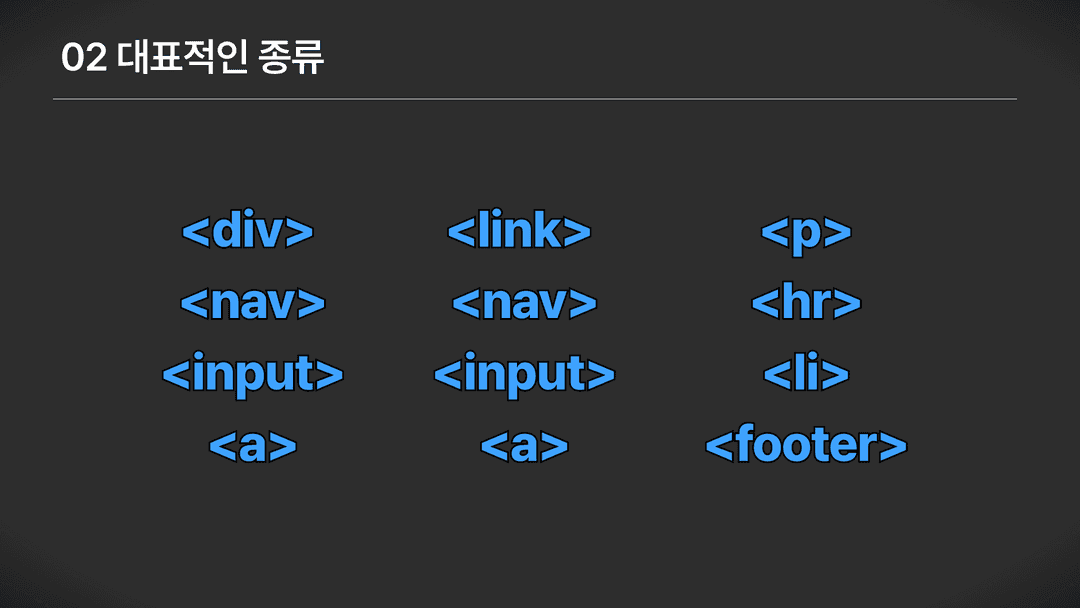 02 대표적인 종류
<div> <link> <p>
<nav> <nav> <hr>
<input> <input> <li>
<a> <a> <footer>